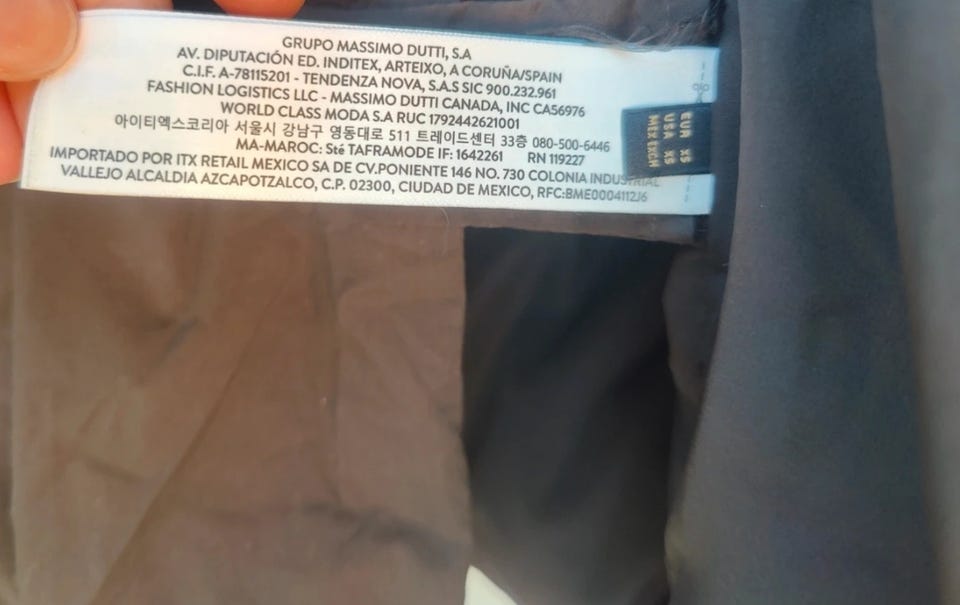 GRUPO MASSIMO DUTTI, S.A
AV. DIPUTACIÓN ED. INDITEX, ARTEIXO, A CORUÑA/SPAIN
C.I.F. A-78115201 - TENDENZA NOVA, S.A.S SIC 900.232.961
FASHION LOGISTICS LLC - MASSIMO DUTTI CANADA, INC CA56976
WORLD CLASS MODA S.A RUC 1792442621001
아이티엑스코리아 서울시 강남구 영동대로 511 트레이드센터 33층 080-500-6446
MA-MAROC: Sté TAFRAMODE IF: 1642261 RN 119227
IMPORTADO POR ITX RETAIL MEXICO SA DE CV.PONIENTE 146 NO. 730 COLONIA INDUSTRIAL
VALLEJO ALCALDIA AZCAPOTZALCO, C.P. 02300, CIUDAD DE MEXICO, RFC:BME0004112J6
EUR XS
USA XS
MEX EXCH